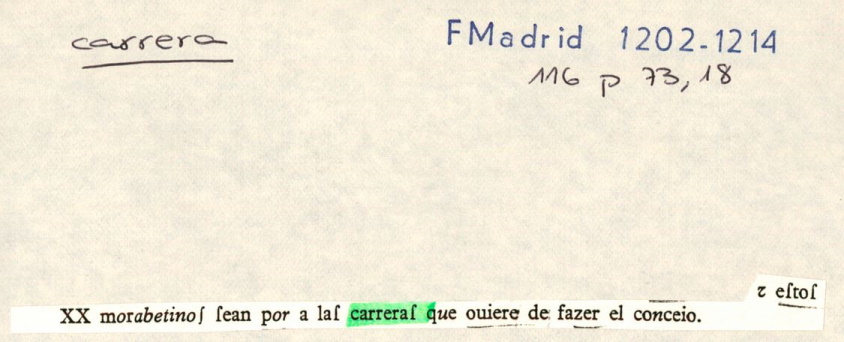 carrera
FMadrid 1202-1214
116 p 73, 18
τ eſtoſ
XX morabetinoſ ſean por a laſ carreraſ que ouiere de fazer el conceio.